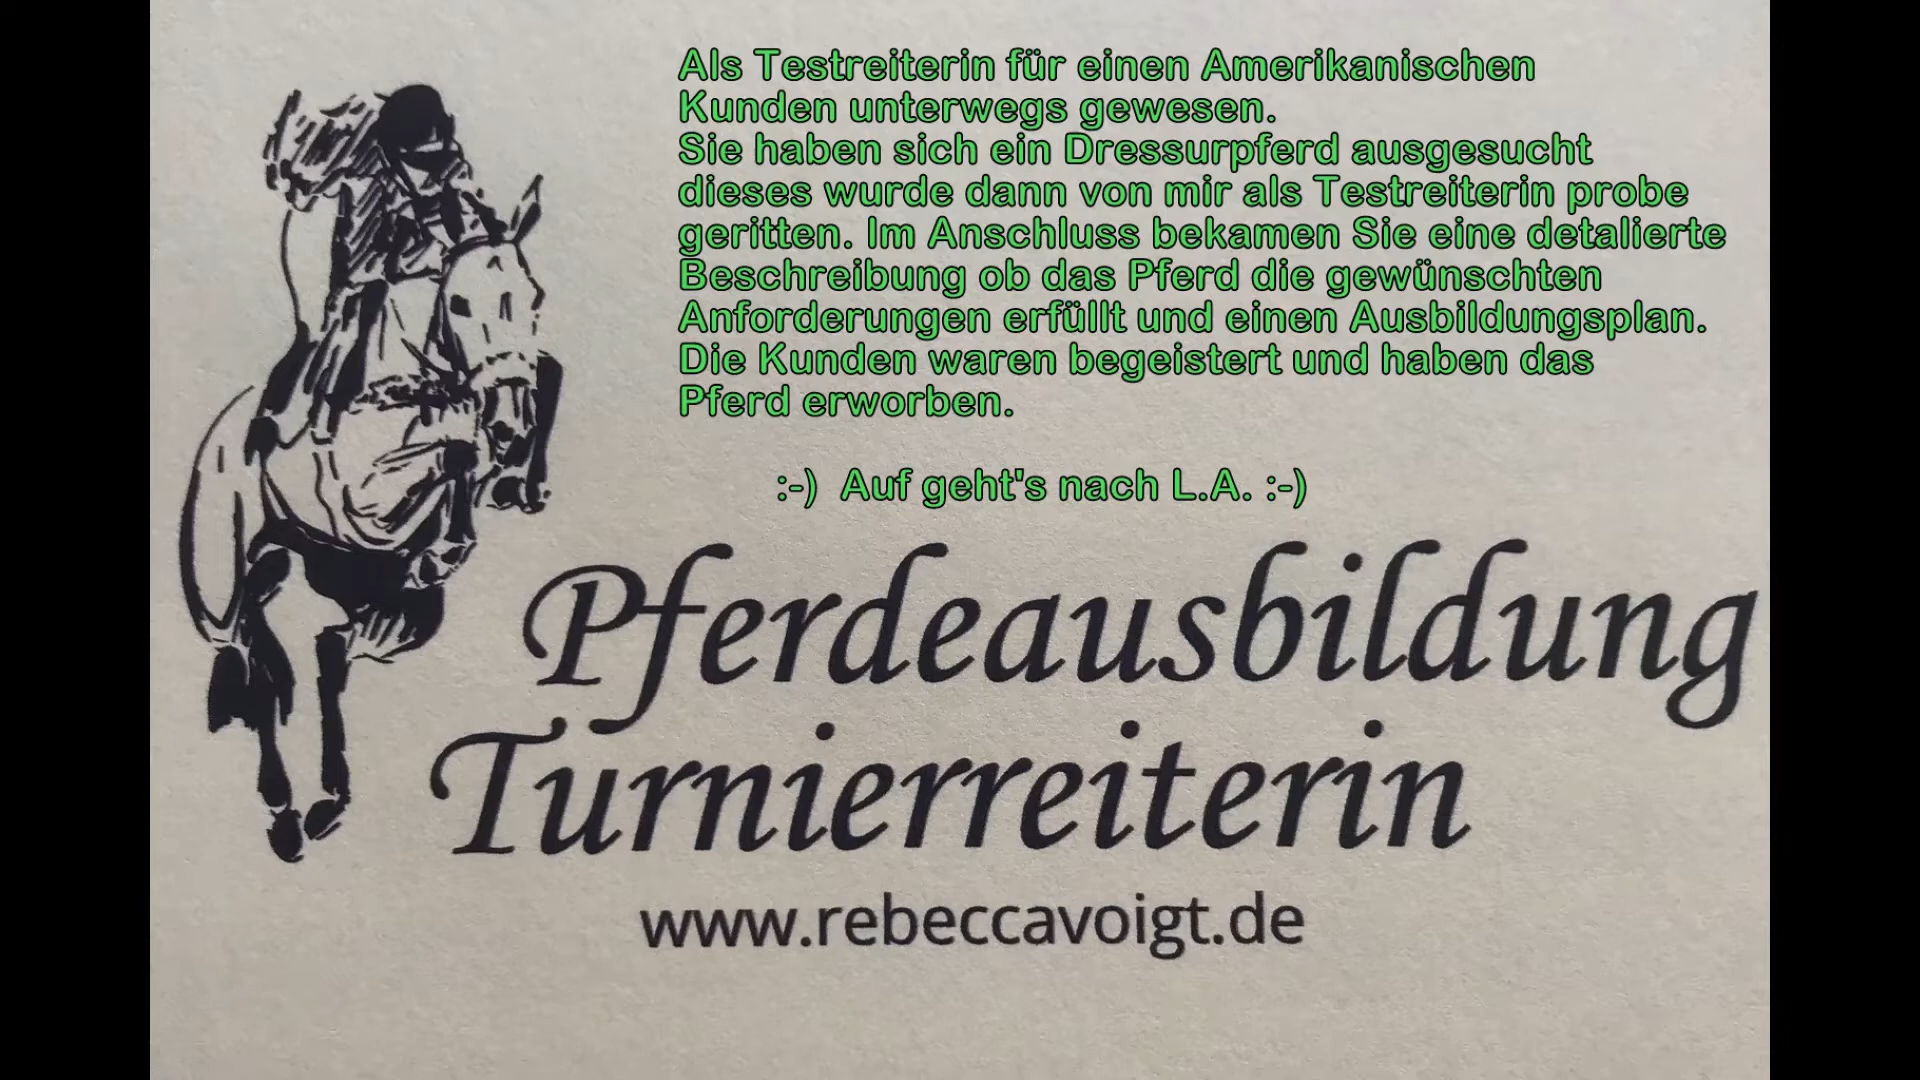 Als Testreiterin für einen Amerikanischen
Kunden unterwegs gewesen.
Sie haben sich ein Dressurpferd ausgesucht
dieses wurde dann von mir als Testreiterin probe
geritten. Im Anschluss bekamen Sie eine detalierte
Beschreibung ob das Pferd die gewünschten
Anforderungen erfüllt und einen Ausbildungsplan.
Die Kunden waren begeistert und haben das
Pferd erworben.
:-) Auf geht's nach L.A. :-)
Pferdeausbildung
Turnierreiterin
www.rebeccavoigt.de